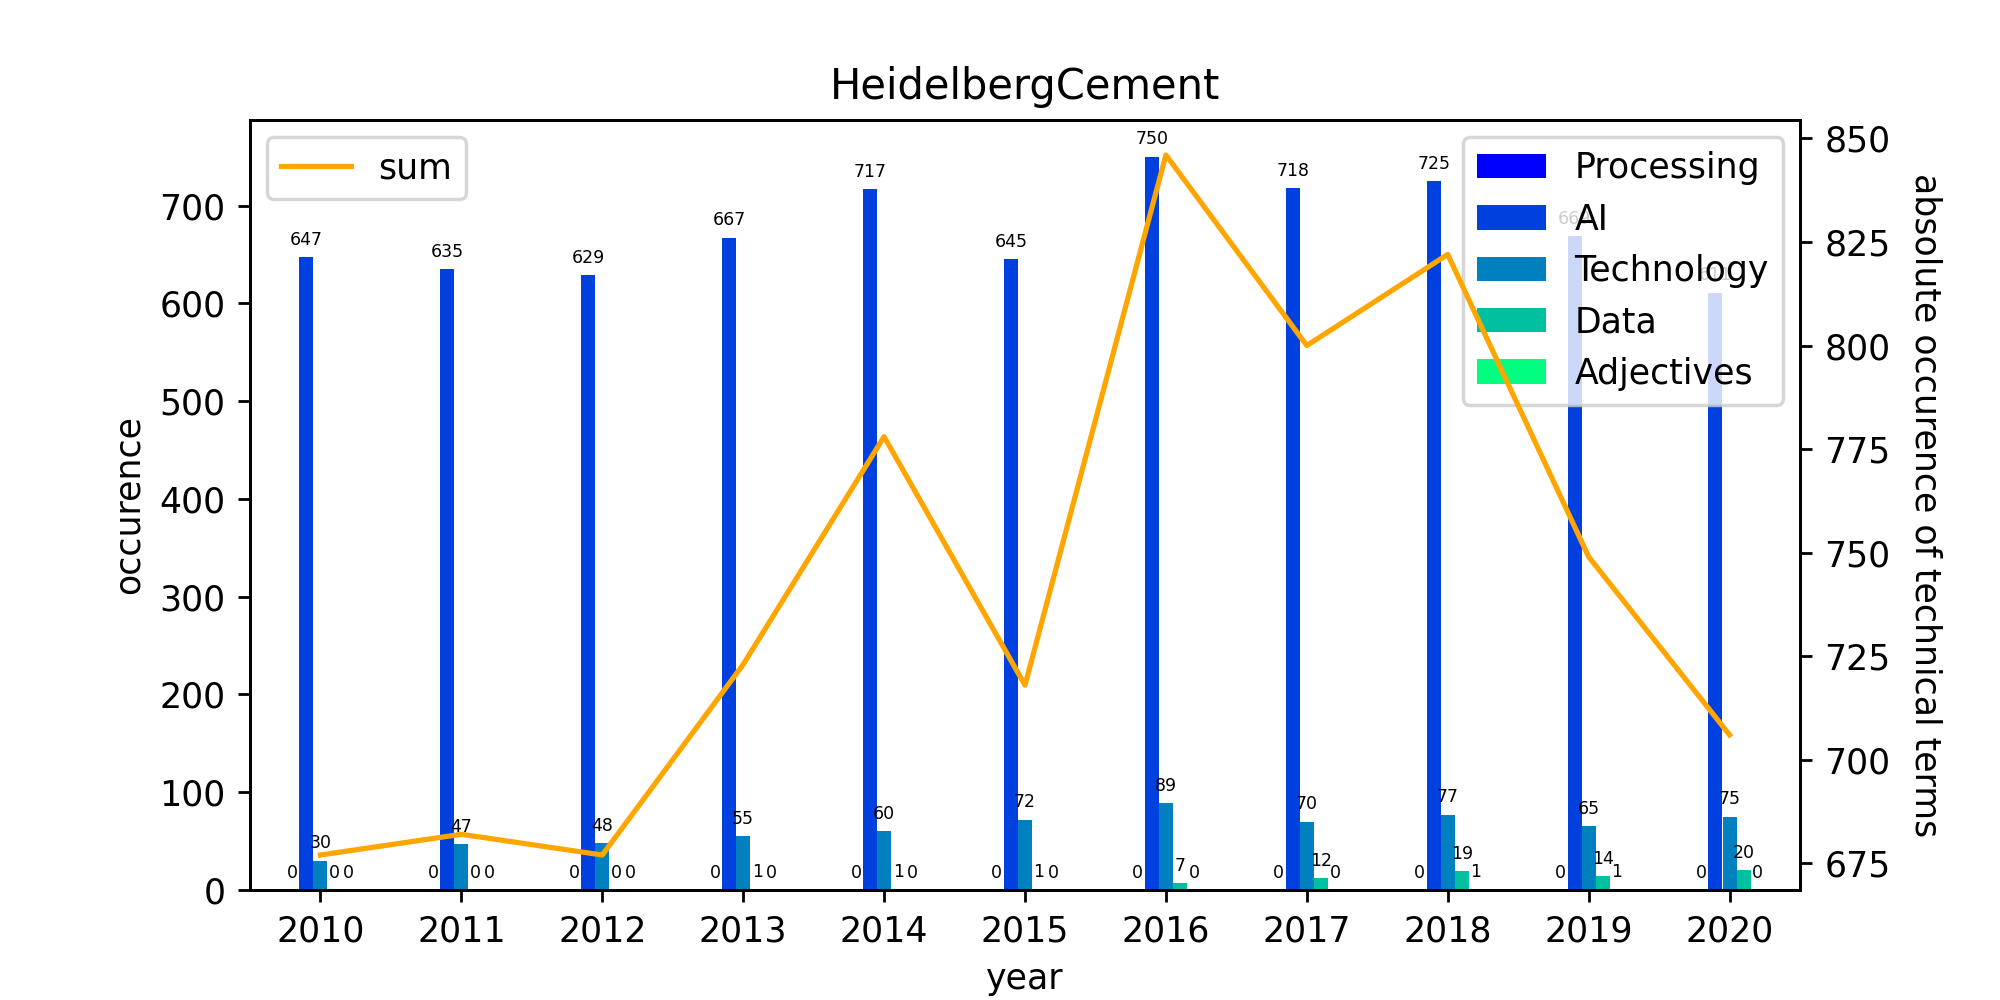 HeidelbergCement
sum
Processing
AI
Technology
Data
Adjectives
occurence
absolute occurence of technical terms
700
600
500
400
300
200
100
0
850
825
800
775
750
725
700
675
647 635 629 667 717 645 750 718 725
30 47 48 55 60 72 89 70 77 65 75
0 0 0 0 0 0 0 0 0 0 1 0 0 1 0 0 1 0 0 7 0 0 12 0 0 19 1 0 14 1 0 20 0
2010 2011 2012 2013 2014 2015 2016 2017 2018 2019 2020
year